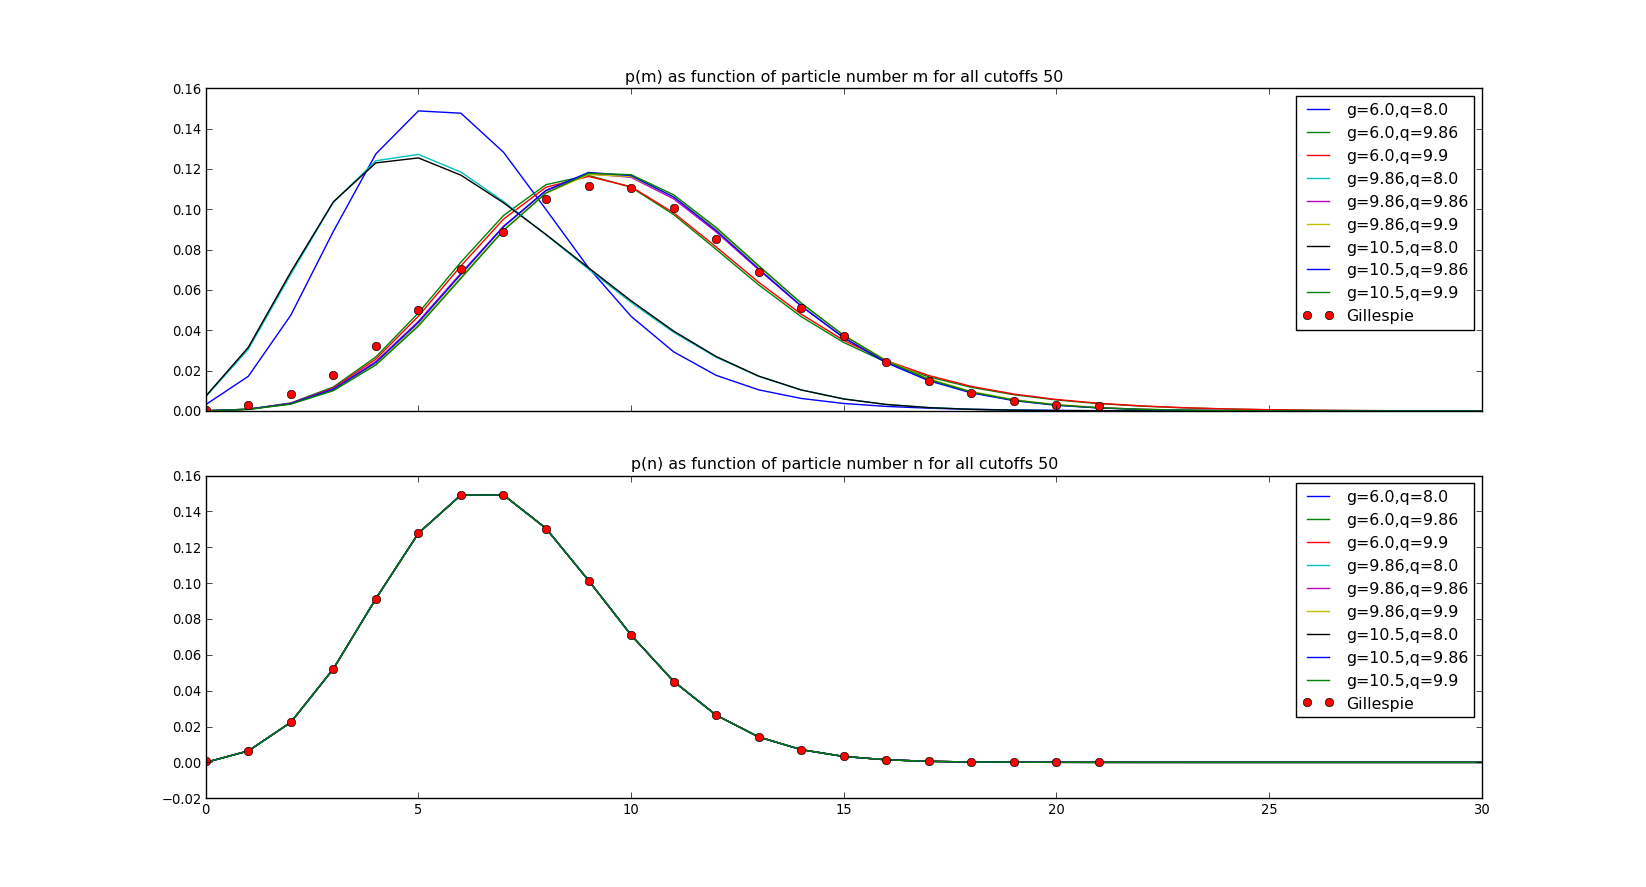 p(m) as function of particle number m for all cutoffs 50
0.16
0.14
0.12
0.10
0.08
0.06
0.04
0.02
0.00
g=6.0,q=8.0
g=6.0,q=9.86
g=6.0,q=9.9
g=9.86,q=8.0
g=9.86,q=9.86
g=9.86,q=9.9
g=10.5,q=8.0
g=10.5,q=9.86
g=10.5,q=9.9
Gillespie
p(n) as function of particle number n for all cutoffs 50
0.16
0.14
0.12
0.10
0.08
0.06
0.04
0.02
0.00
−0.02
g=6.0,q=8.0
g=6.0,q=9.86
g=6.0,q=9.9
g=9.86,q=8.0
g=9.86,q=9.86
g=9.86,q=9.9
g=10.5,q=8.0
g=10.5,q=9.86
g=10.5,q=9.9
Gillespie
0 5 10 15 20 25 30